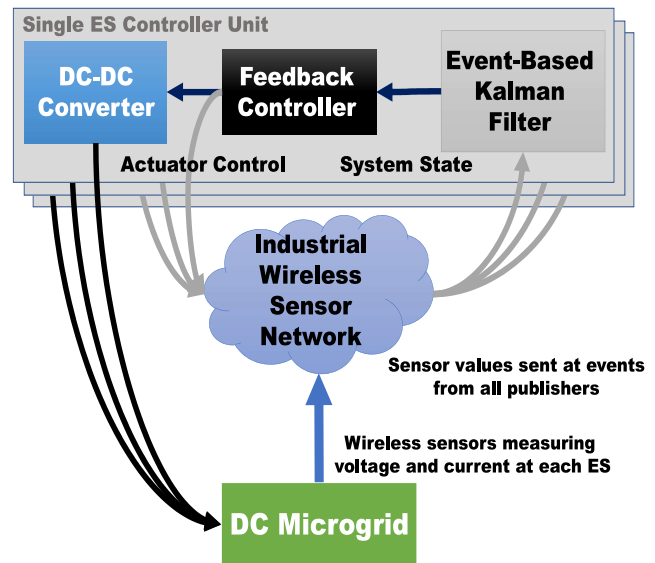 Single ES Controller Unit
DC-DC
Converter
Feedback
Controller
Event-Based
Kalman
Filter
Actuator Control
System State
Industrial
Wireless
Sensor
Network
Sensor values sent at events
from all publishers
Wireless sensors measuring
voltage and current at each ES
DC Microgrid